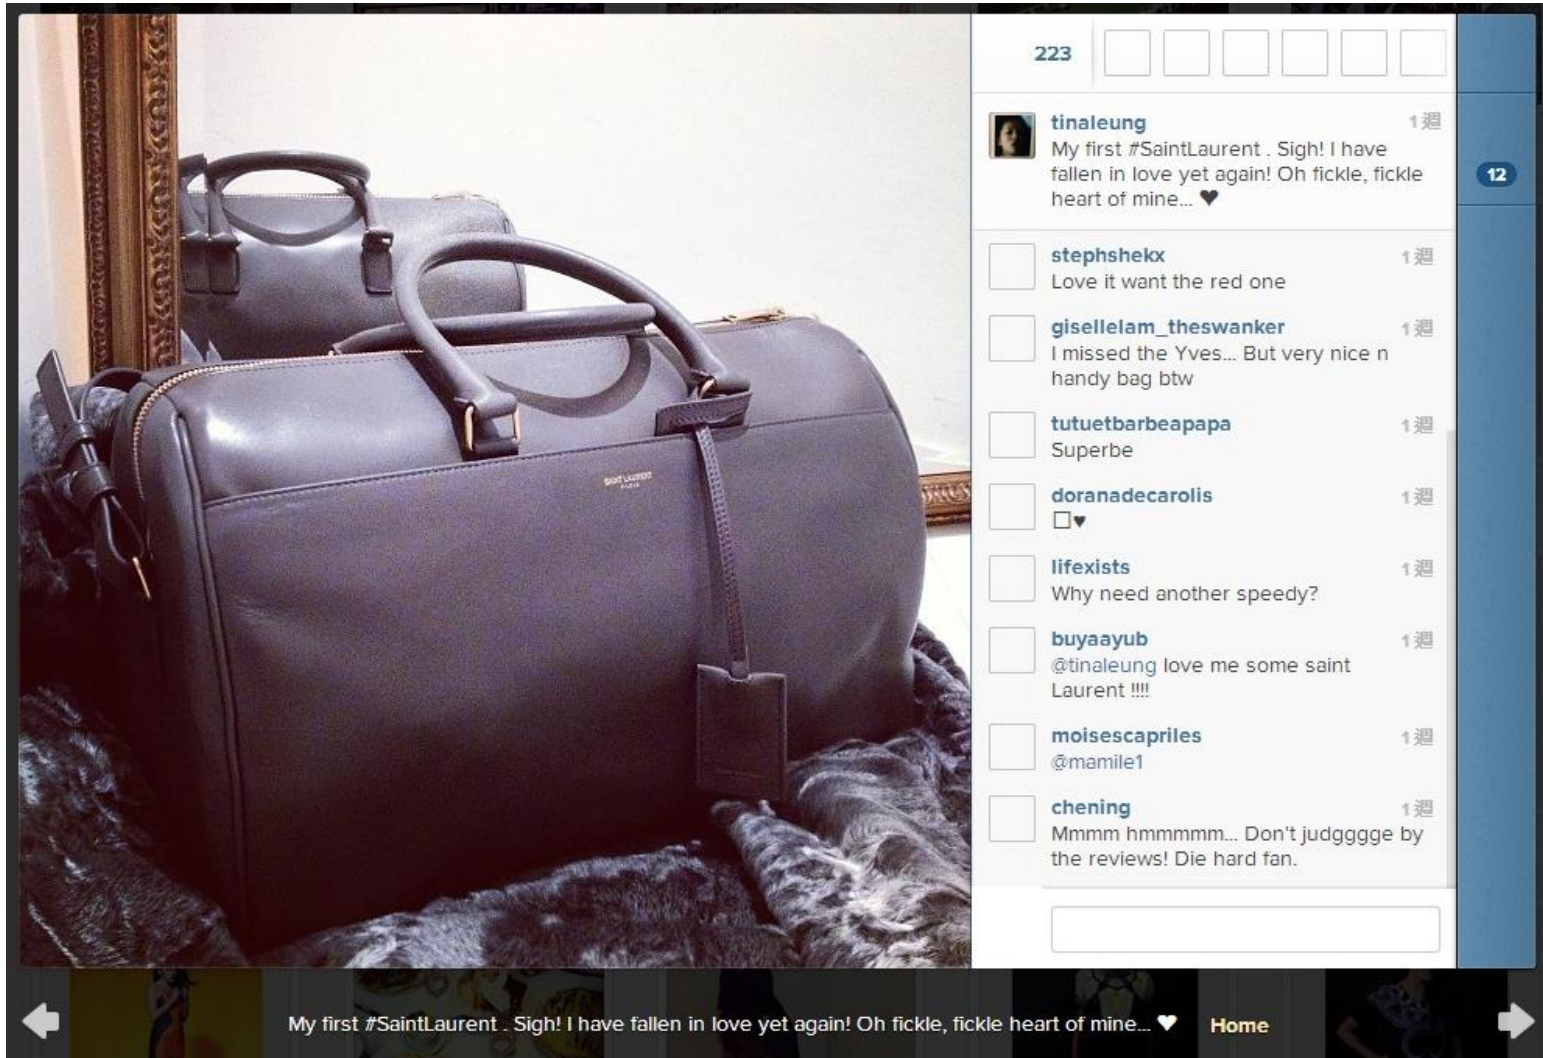 SAINT LAURENT
PARIS
223
tinaleung
1週
My first #SaintLaurent . Sigh! I have
fallen in love yet again! Oh fickle, fickle
heart of mine... ♥
12
stephshekx
1週
Love it want the red one
gisellelam_theswanker
1週
I missed the Yves... But very nice n
handy bag btw
tutuetbarbeapapa
1週
Superbe
doranadecarolis
1週
□♥
lifexists
1週
Why need another speedy?
buyaayub
1週
@tinaleung love me some saint
Laurent !!!!
moisescapriles
1週
@mamile1
chening
1週
Mmmm hmmmmm... Don't judgggge by
the reviews! Die hard fan.
My first #SaintLaurent . Sigh! I have fallen in love yet again! Oh fickle, fickle heart of mine... ♥ Home